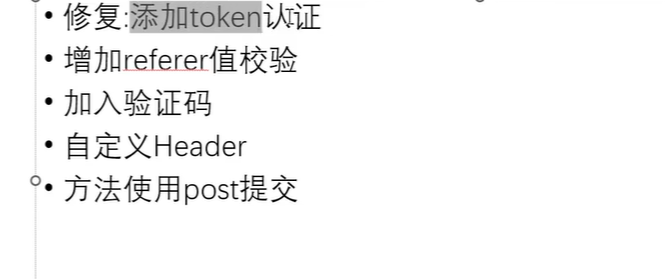 • 修复:添加token认证
• 增加referer值校验
• 加入验证码
• 自定义Header
• 方法使用post提交